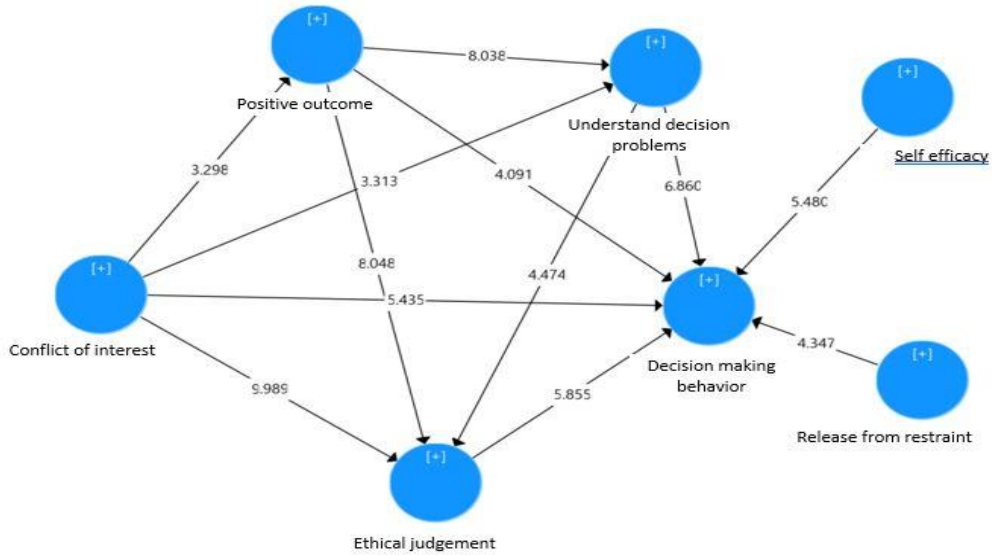 [+]
[+]
[+]
8.038
Positive outcome
Understand decision
problems
Self efficacy
3.298
3.313
4.091
6.860
5.480
[+]
8.048
4.474
[+]
5.435
Conflict of interest
Decision making
behavior
4.347
[+]
9.989
5.855
Release from restraint
[+]
Ethical judgement